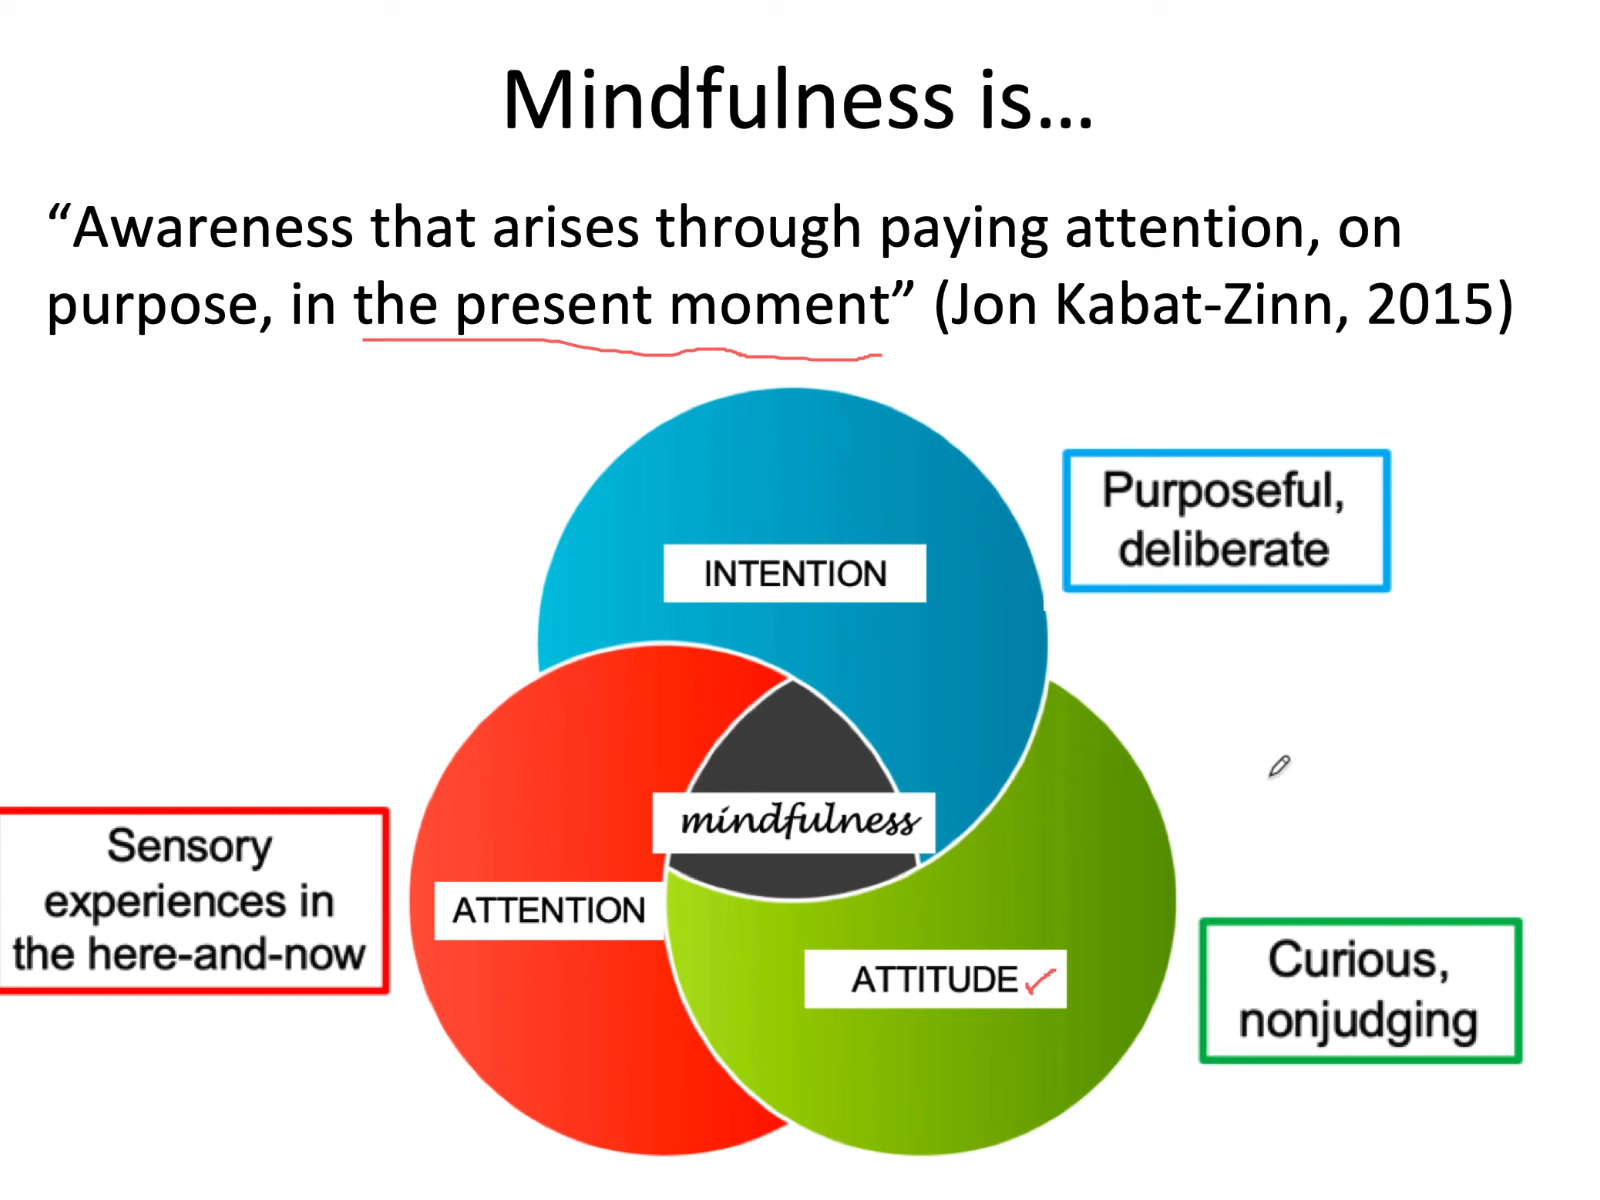 Mindfulness is...
“Awareness that arises through paying attention, on
purpose, in the present moment” (Jon Kabat-Zinn, 2015)
Purposeful,
deliberate
INTENTION
mindfulness
Sensory
experiences in
the here-and-now
ATTENTION
ATTITUDE
Curious,
nonjudging